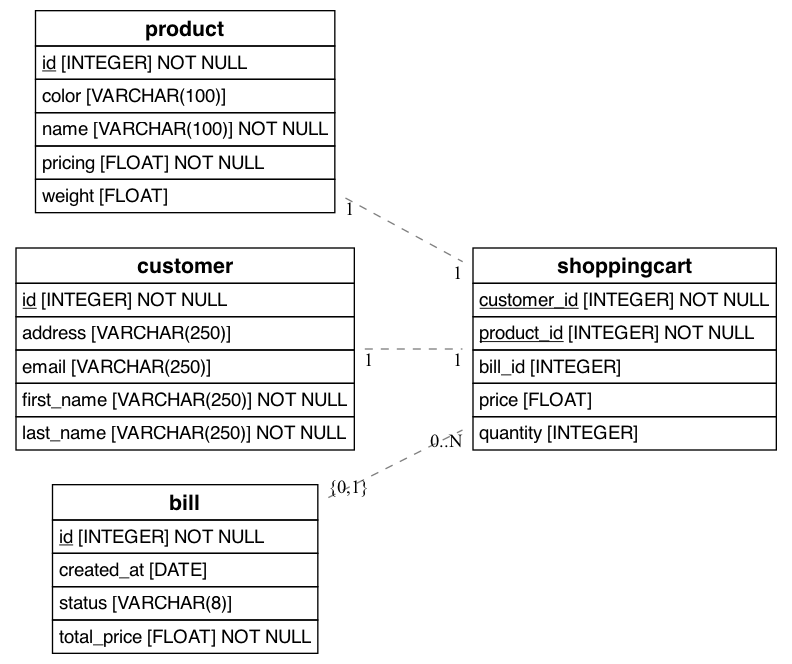 product
id [INTEGER] NOT NULL
color [VARCHAR(100)]
name [VARCHAR(100)] NOT NULL
pricing [FLOAT] NOT NULL
weight [FLOAT]
1
1
customer
id [INTEGER] NOT NULL
address [VARCHAR(250)]
email [VARCHAR(250)]
first_name [VARCHAR(250)] NOT NULL
last_name [VARCHAR(250)] NOT NULL
1
1
shoppingcart
customer_id [INTEGER] NOT NULL
product_id [INTEGER] NOT NULL
bill_id [INTEGER]
price [FLOAT]
quantity [INTEGER]
0..N
{0,1}
bill
id [INTEGER] NOT NULL
created_at [DATE]
status [VARCHAR(8)]
total_price [FLOAT] NOT NULL